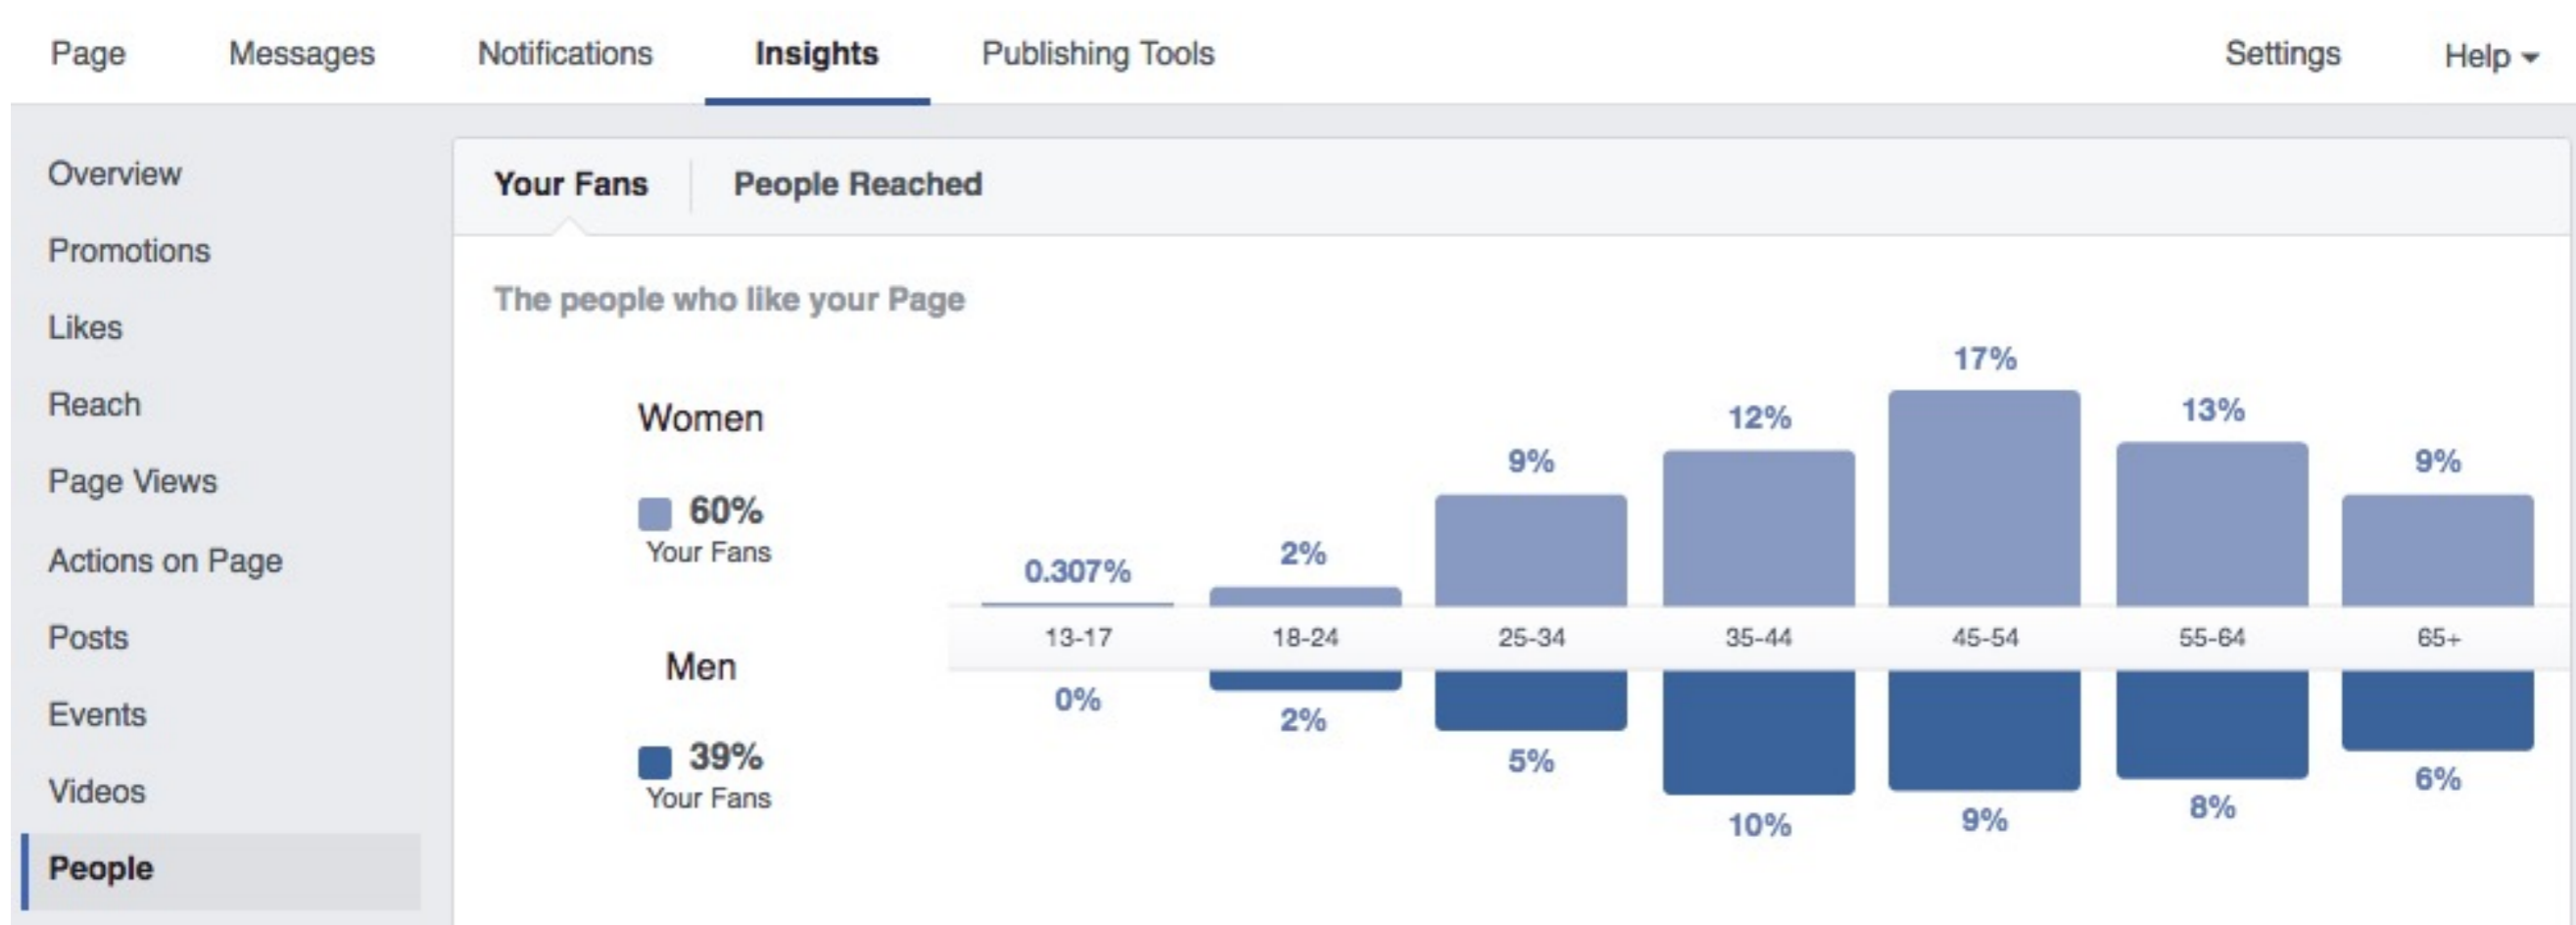 Page Messages Notifications Insights Publishing Tools Settings Help
Overview
Promotions
Likes
Reach
Page Views
Actions on Page
Posts
Events
Videos
People
Your Fans People Reached
The people who like your Page
Women
60%
Your Fans
Men
39%
Your Fans
0.307% 2% 9% 12% 17% 13% 9%
13-17 18-24 25-34 35-44 45-54 55-64 65+
0% 2% 5% 10% 9% 8% 6%